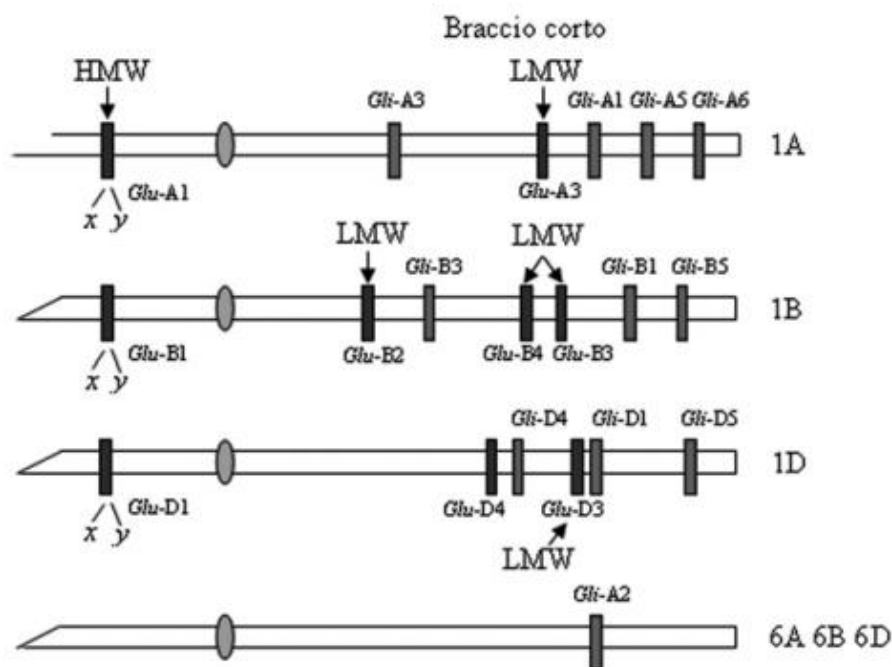 Braccio corto
HMW LMW
Gli-A3 Gli-A1 Gli-A5 Gli-A6
1A
Glu-A1 Glu-A3
x y
LMW LMW
Gli-B3 Gli-B1 Gli-B5
1B
Glu-B1 Glu-B2 Glu-B4 Glu-B3
x y
Gli-D4 Gli-D1 Gli-D5
1D
Glu-D1 Glu-D4 Glu-D3
x y
LMW
Gli-A2
6A 6B 6D